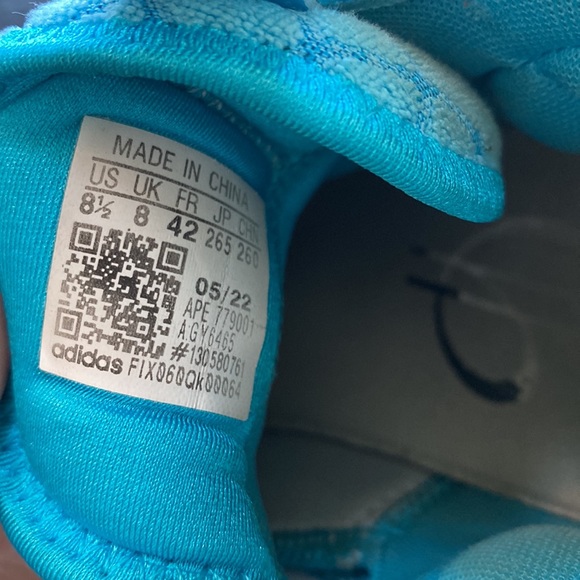 MADE IN CHINA
US UK FR JP CHN
8½ 8 42 265 260
05/22
APE 779001
A.GY6465
#130580761
adidas FIX060Qk00064